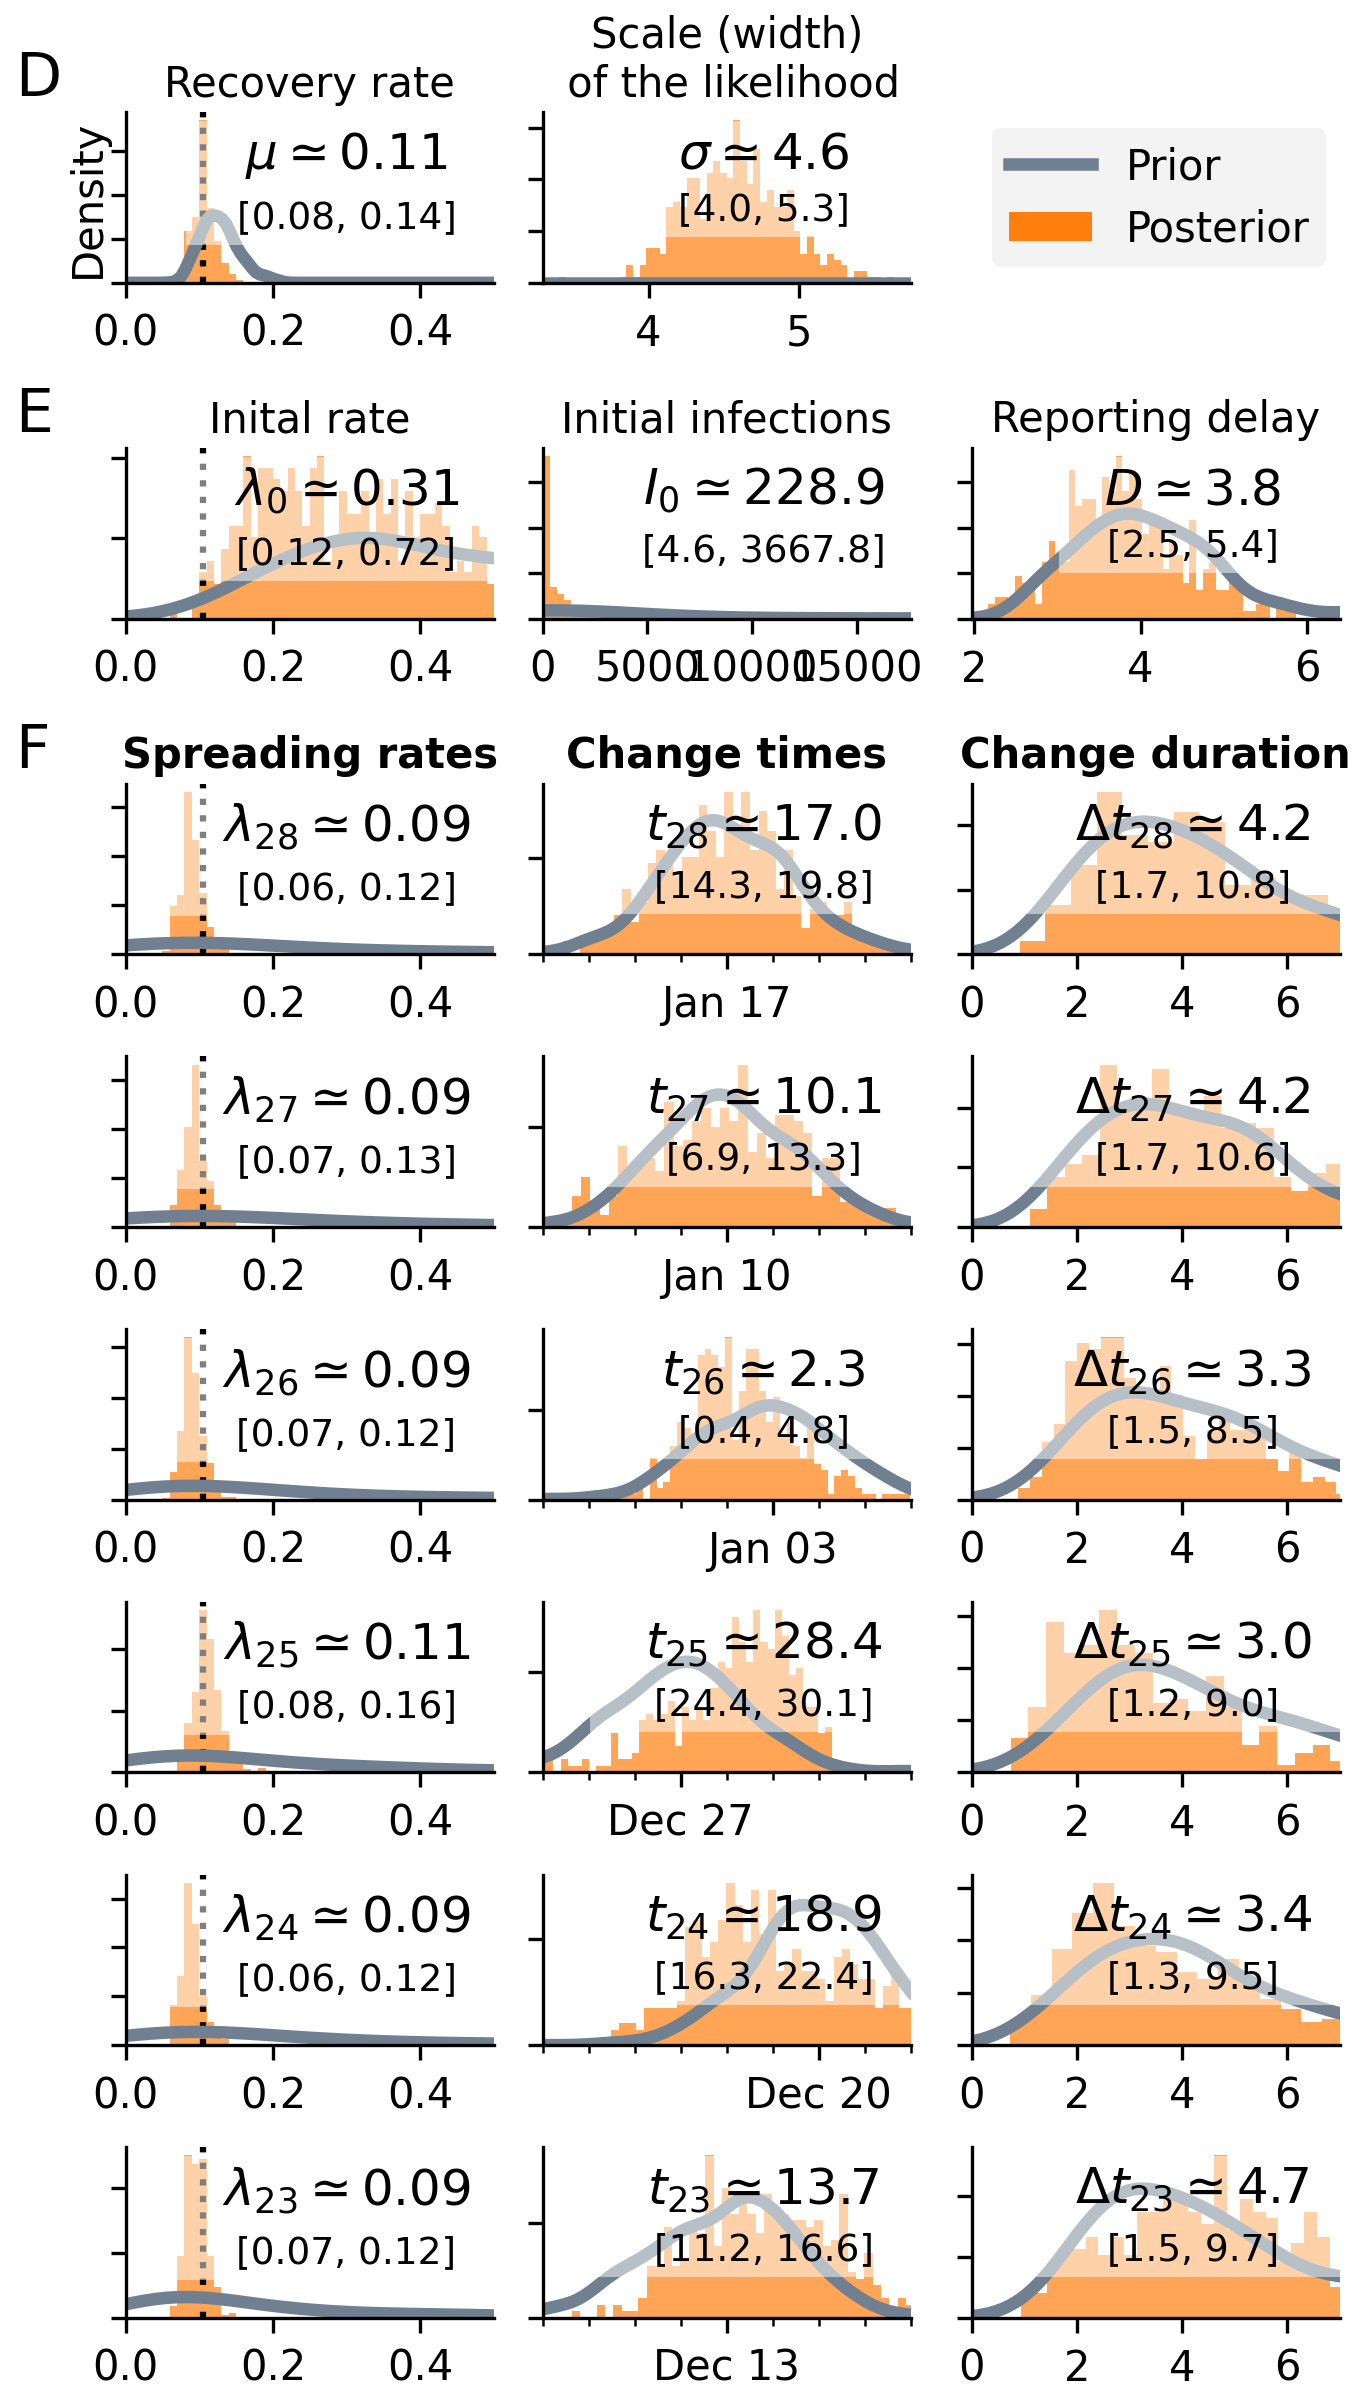 D
Recovery rate
Scale (width)
of the likelihood
Density
μ ≃ 0.11
[0.08, 0.14]
0.0 0.2 0.4
σ ≃ 4.6
[4.0, 5.3]
4 5
Prior
Posterior
E
Inital rate
Initial infections
Reporting delay
λ0 ≃ 0.31
[0.12, 0.72]
0.0 0.2 0.4
I0 ≃ 228.9
[4.6, 3667.8]
0 5000 10000 15000
D ≃ 3.8
[2.5, 5.4]
2 4 6
F
Spreading rates
Change times
Change duration
λ28 ≃ 0.09
[0.06, 0.12]
0.0 0.2 0.4
t28 ≃ 17.0
[14.3, 19.8]
Jan 17
Δt28 ≃ 4.2
[1.7, 10.8]
0 2 4 6
λ27 ≃ 0.09
[0.07, 0.13]
0.0 0.2 0.4
t27 ≃ 10.1
[6.9, 13.3]
Jan 10
Δt27 ≃ 4.2
[1.7, 10.6]
0 2 4 6
λ26 ≃ 0.09
[0.07, 0.12]
0.0 0.2 0.4
t26 ≃ 2.3
[0.4, 4.8]
Jan 03
Δt26 ≃ 3.3
[1.5, 8.5]
0 2 4 6
λ25 ≃ 0.11
[0.08, 0.16]
0.0 0.2 0.4
t25 ≃ 28.4
[24.4, 30.1]
Dec 27
Δt25 ≃ 3.0
[1.2, 9.0]
0 2 4 6
λ24 ≃ 0.09
[0.06, 0.12]
0.0 0.2 0.4
t24 ≃ 18.9
[16.3, 22.4]
Dec 20
Δt24 ≃ 3.4
[1.3, 9.5]
0 2 4 6
λ23 ≃ 0.09
[0.07, 0.12]
0.0 0.2 0.4
t23 ≃ 13.7
[11.2, 16.6]
Dec 13
Δt23 ≃ 4.7
[1.5, 9.7]
0 2 4 6